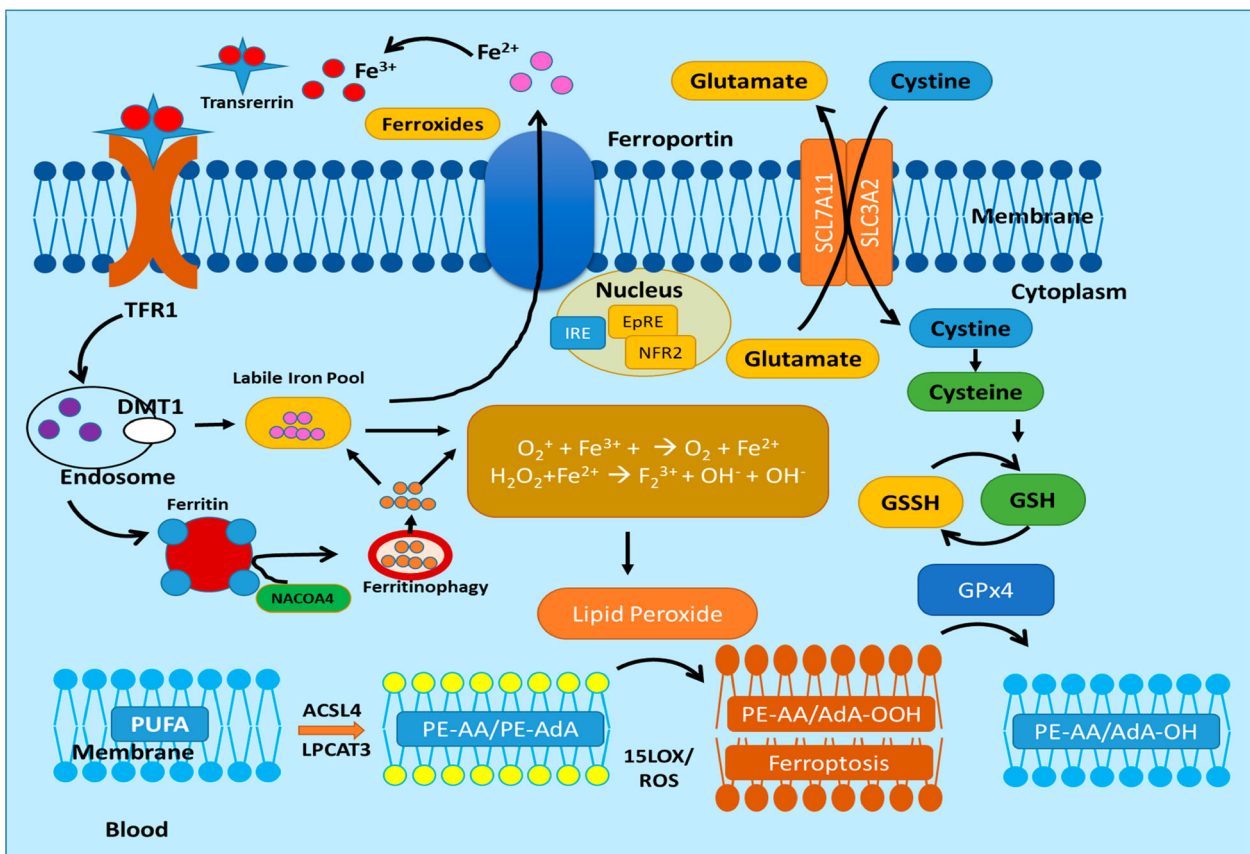 Fe²⁺
Fe³⁺
Transrerrin
Ferroxides
Ferroportin
Glutamate
Cystine
SCL7A11
SLC3A2
Membrane
Cytoplasm
TFR1
Nucleus
IRE
EpRE
NFR2
Glutamate
Cystine
Cysteine
Labile Iron Pool
DMT1
Endosome
O₂⁺ + Fe³⁺ + → O₂ + Fe²⁺
H₂O₂+Fe²⁺ → F₂³⁺ + OH⁻ + OH⁻
GSSH
GSH
Ferritin
NACOA4
Ferritinophagy
GPx4
Lipid Peroxide
PUFA
Membrane
ACSL4
LPCAT3
PE-AA/PE-AdA
15LOX/
ROS
PE-AA/AdA-OOH
Ferroptosis
PE-AA/AdA-OH
Blood